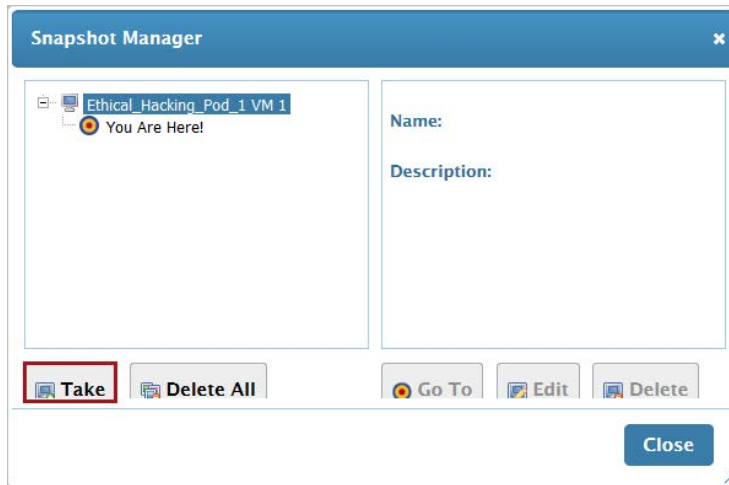 Snapshot Manager
Ethical_Hacking_Pod_1 VM 1
You Are Here!
Name:
Description:
Take
Delete All
Go To
Edit
Delete
Close